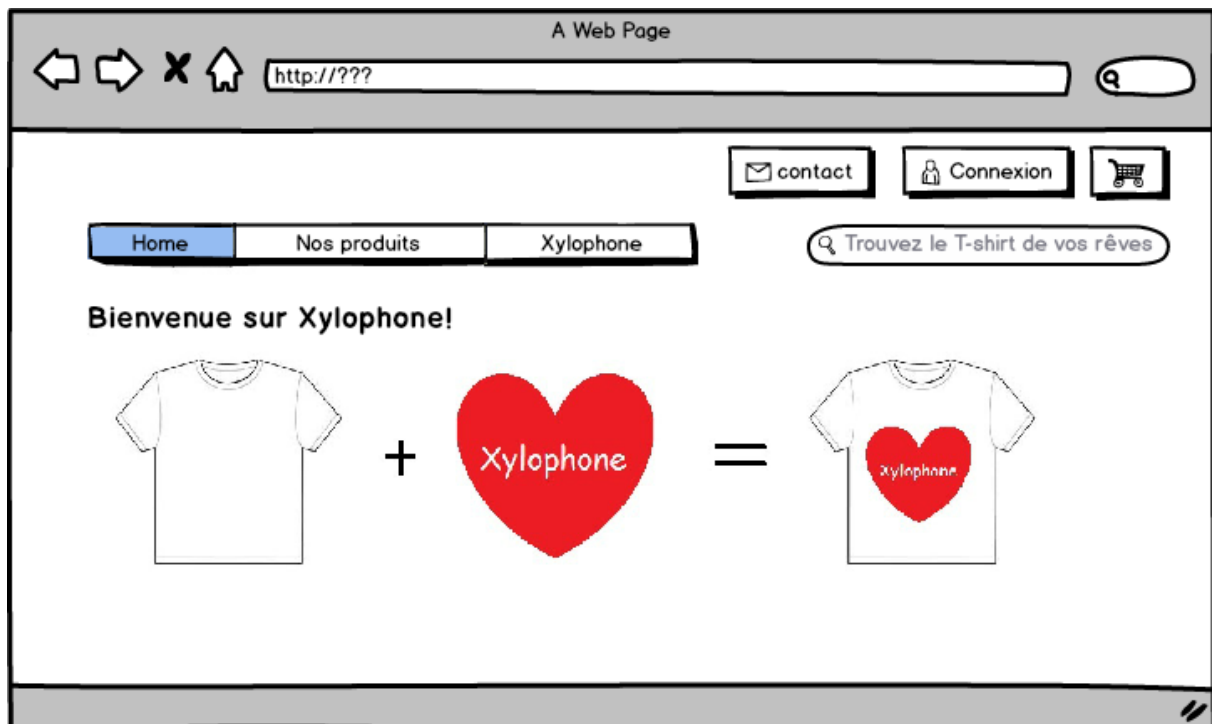 A Web Page
http://???
contact
Connexion
Home
Nos produits
Xylophone
Trouvez le T-shirt de vos rêves
Bienvenue sur Xylophone!
+
Xylophone
=
Xylophone